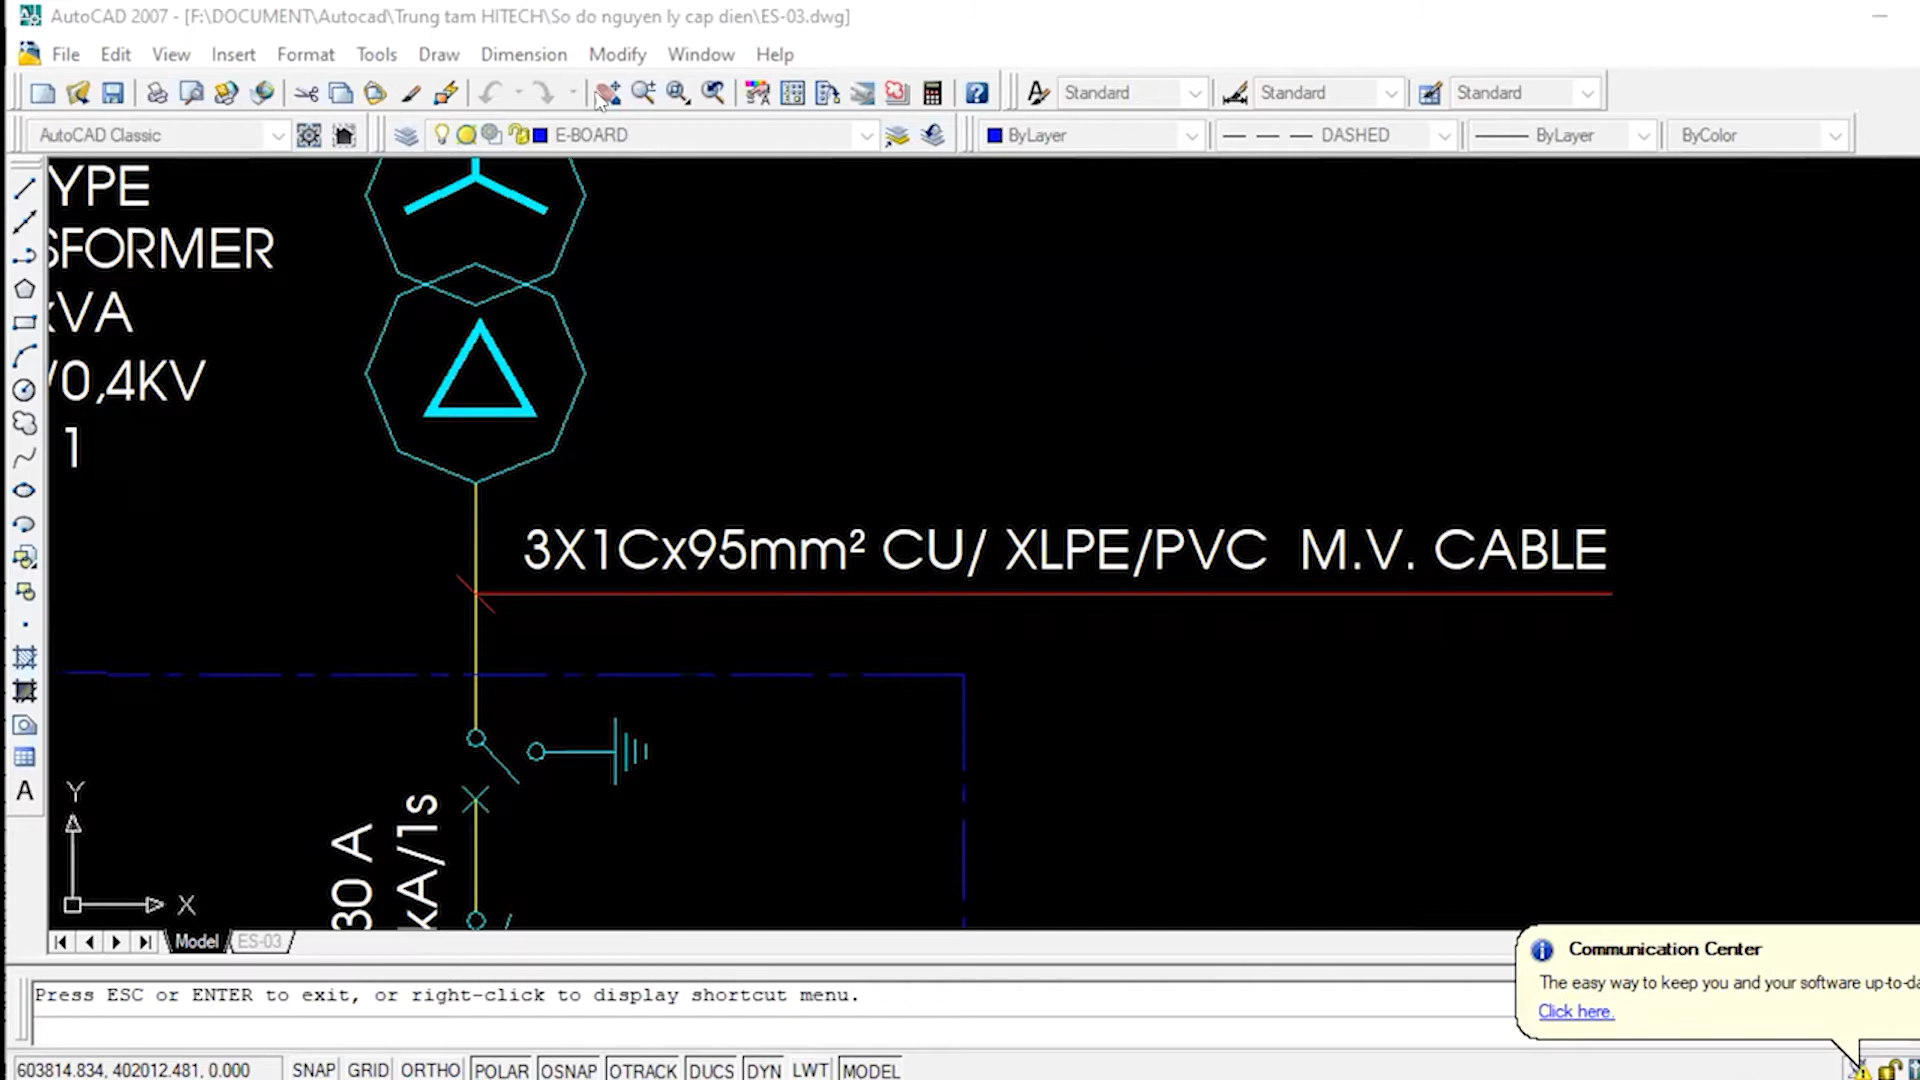 AutoCAD 2007 - [F:\DOCUMENT\Autocad\Trung tam HITECH\So do nguyen ly cap dien\ES-03.dwg]
File Edit View Insert Format Tools Draw Dimension Modify Window Help
Standard Standard Standard
AutoCAD Classic E-BOARD ByLayer DASHED ByLayer ByColor
YPE
SFORMER
kVA
/0,4KV
1
3X1Cx95mm² CU/ XLPE/PVC M.V. CABLE
30 A
kA/1s
Y
X
Model ES-03
Communication Center
The easy way to keep you and your software up-to-da
Click here.
Press ESC or ENTER to exit, or right-click to display shortcut menu.
603814.834, 402012.481, 0.000 SNAP GRID ORTHO POLAR OSNAP OTRACK DUCS DYN LWT MODEL
A